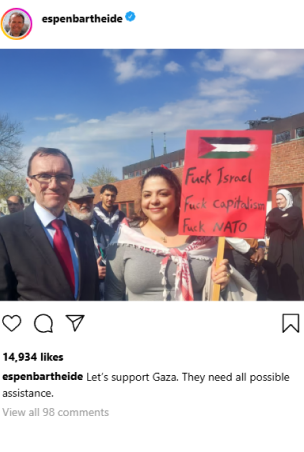 espenbartheide
Fuck Israel
Fuck Capitalism
Fuck NATO
14,934 likes
espenbartheide Let's support Gaza. They need all possible
assistance.
View all 98 comments